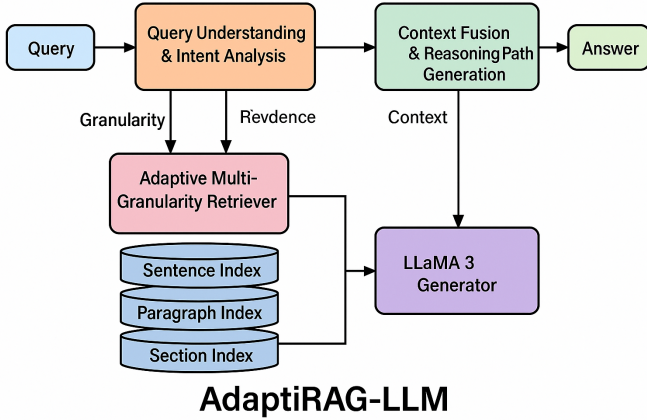 Query
Query Understanding
& Intent Analysis
Context Fusion
& Reasoning Path
Generation
Answer
Granularity
Revdence
Context
Adaptive Multi-
Granularity Retriever
Sentence Index
Paragraph Index
Section Index
LLaMA 3
Generator
AdaptiRAG-LLM